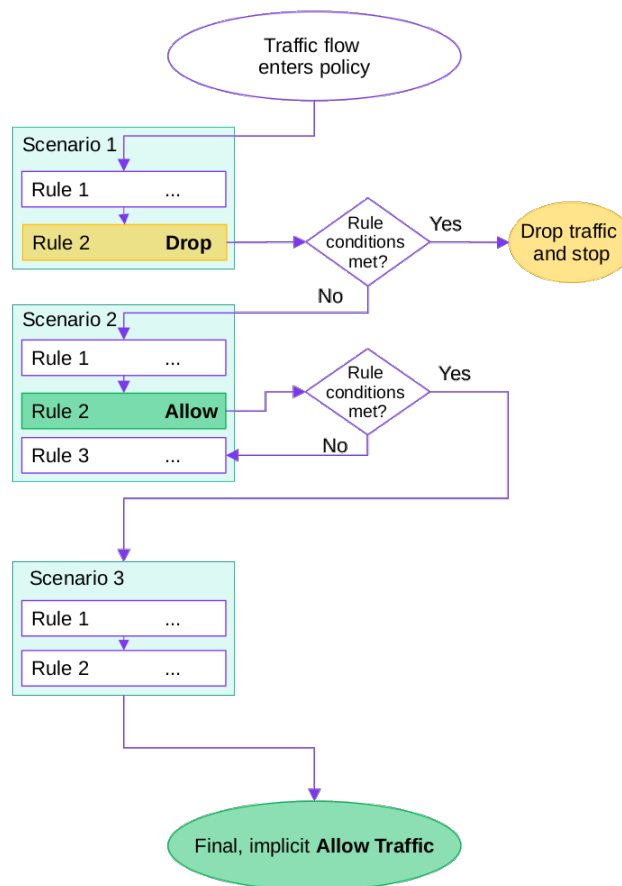 Traffic flow
enters policy
Scenario 1
Rule 1 ...
Rule 2 Drop
Rule
conditions
met?
Yes
Drop traffic
and stop
No
Scenario 2
Rule 1 ...
Rule 2 Allow
Rule 3 ...
Rule
conditions
met?
Yes
No
Scenario 3
Rule 1 ...
Rule 2 ...
Final, implicit Allow Traffic